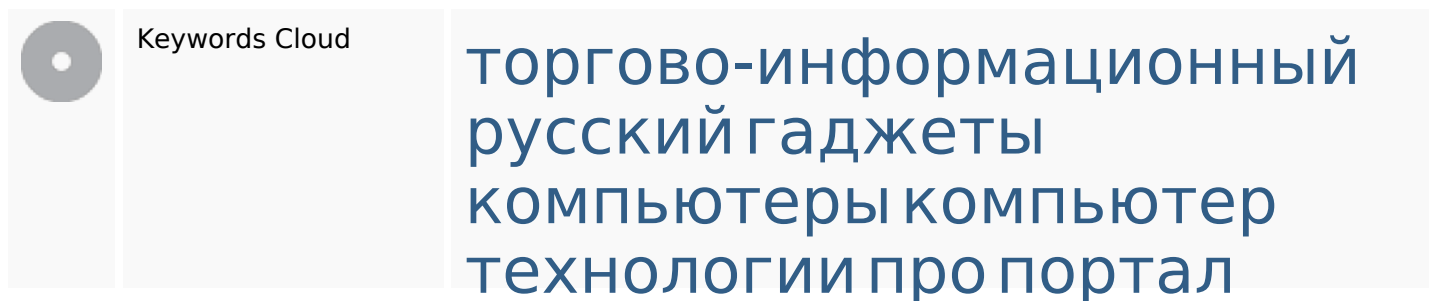 Keywords Cloud
торгово-информационный
русский гаджеты
компьютеры компьютер
технологии про портал